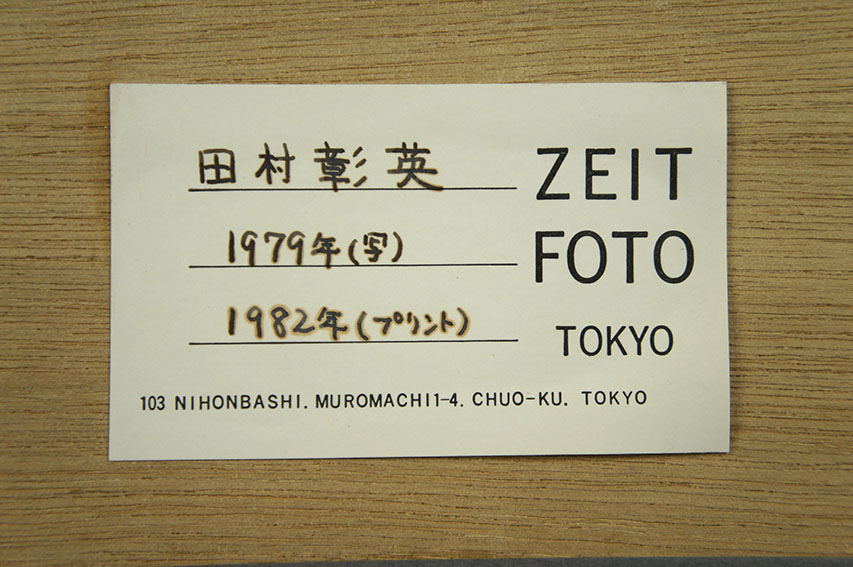 田村彰英
1979年(写)
1982年(プリント)
ZEIT
FOTO
TOKYO
103 NIHONBASHI. MUROMACHI1-4. CHUO-KU. TOKYO